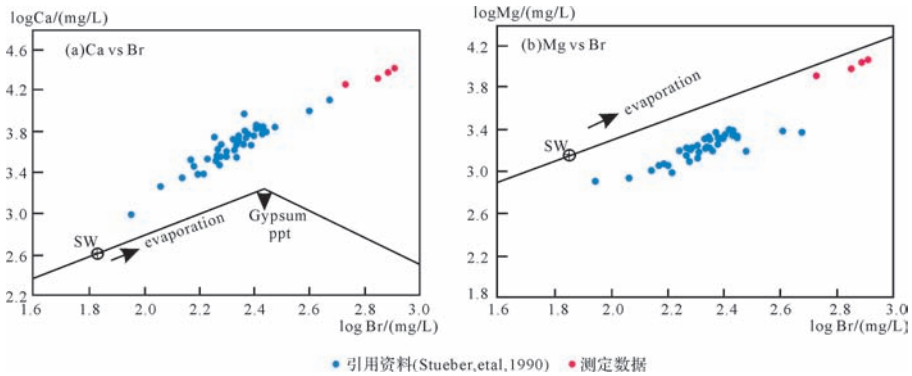 logCa/(mg/L)
(a)Ca vs Br
4.6
4.2
3.8
3.4
3.0
2.6
2.2
SW
evaporation
Gypsum
ppt
1.6 1.8 2.0 2.2 2.4 2.6 2.8 3.0
log Br/(mg/L)
logMg/(mg/L)
(b)Mg vs Br
4.2
3.8
3.4
3.0
2.6
2.2
1.8
SW
evaporation
1.6 1.8 2.0 2.2 2.4 2.6 2.8 3.0
log Br/(mg/L)
引用资料(Stueber,etal,1990) 测定数据